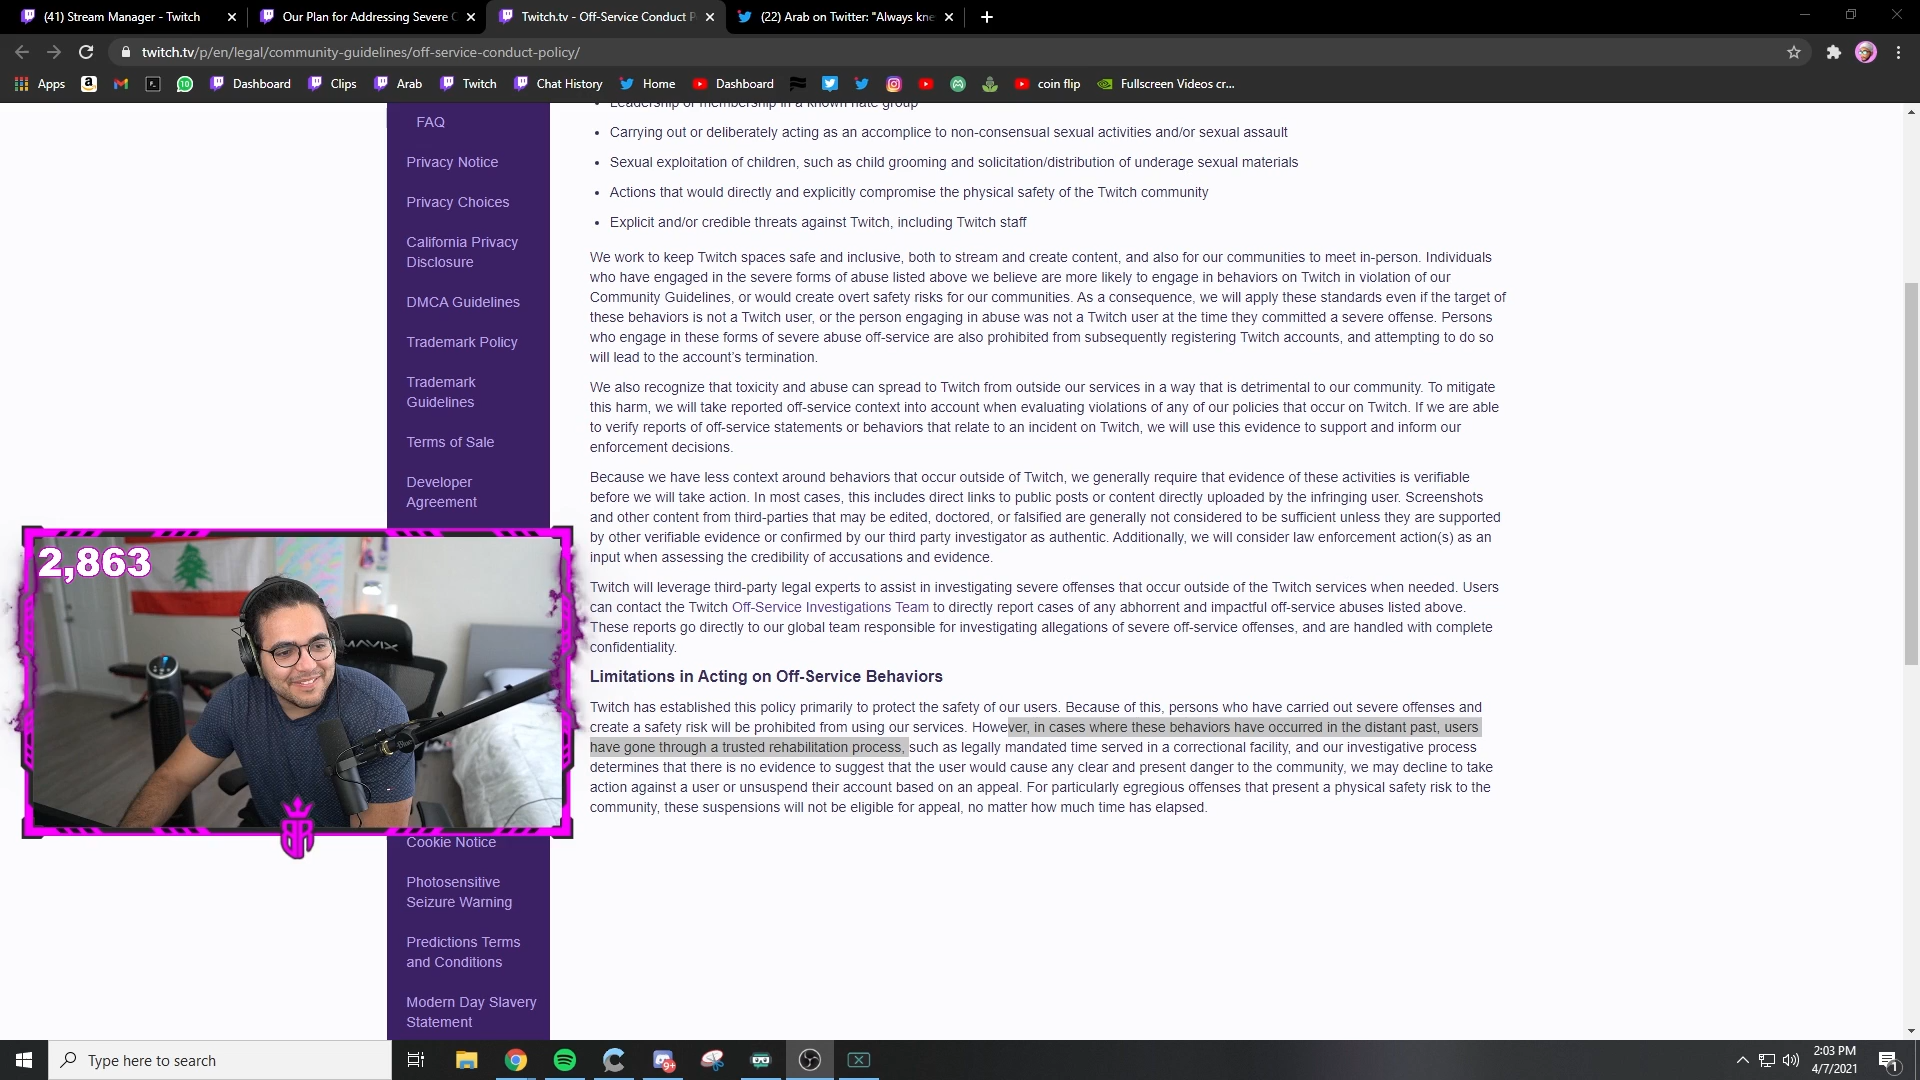 (41) Stream Manager - Twitch
Our Plan for Addressing Severe
Twitch.tv - Off-Service Conduct P
(22) Arab on Twitter: "Always kne
twitch.tv/p/en/legal/community-guidelines/off-service-conduct-policy/
Apps
Dashboard
Clips
Arab
Twitch
Chat History
Home
Dashboard
coin flip
Fullscreen Videos cr...
FAQ
Privacy Notice
Privacy Choices
California Privacy
Disclosure
DMCA Guidelines
Trademark Policy
Trademark
Guidelines
Terms of Sale
Developer
Agreement
2,863
MAVIX
Blue
Cookie Notice
Photosensitive
Seizure Warning
Predictions Terms
and Conditions
Modern Day Slavery
Statement
Leadership or membership in a known hate group
• Carrying out or deliberately acting as an accomplice to non-consensual sexual activities and/or sexual assault
• Sexual exploitation of children, such as child grooming and solicitation/distribution of underage sexual materials
• Actions that would directly and explicitly compromise the physical safety of the Twitch community
• Explicit and/or credible threats against Twitch, including Twitch staff
We work to keep Twitch spaces safe and inclusive, both to stream and create content, and also for our communities to meet in-person. Individuals
who have engaged in the severe forms of abuse listed above we believe are more likely to engage in behaviors on Twitch in violation of our
Community Guidelines, or would create overt safety risks for our communities. As a consequence, we will apply these standards even if the target of
these behaviors is not a Twitch user, or the person engaging in abuse was not a Twitch user at the time they committed a severe offense. Persons
who engage in these forms of severe abuse off-service are also prohibited from subsequently registering Twitch accounts, and attempting to do so
will lead to the account's termination.
We also recognize that toxicity and abuse can spread to Twitch from outside our services in a way that is detrimental to our community. To mitigate
this harm, we will take reported off-service context into account when evaluating violations of any of our policies that occur on Twitch. If we are able
to verify reports of off-service statements or behaviors that relate to an incident on Twitch, we will use this evidence to support and inform our
enforcement decisions.
Because we have less context around behaviors that occur outside of Twitch, we generally require that evidence of these activities is verifiable
before we will take action. In most cases, this includes direct links to public posts or content directly uploaded by the infringing user. Screenshots
and other content from third-parties that may be edited, doctored, or falsified are generally not considered to be sufficient unless they are supported
by other verifiable evidence or confirmed by our third party investigator as authentic. Additionally, we will consider law enforcement action(s) as an
input when assessing the credibility of accusations and evidence.
Twitch will leverage third-party legal experts to assist in investigating severe offenses that occur outside of the Twitch services when needed. Users
can contact the Twitch Off-Service Investigations Team to directly report cases of any abhorrent and impactful off-service abuses listed above.
These reports go directly to our global team responsible for investigating allegations of severe off-service offenses, and are handled with complete
confidentiality.
Limitations in Acting on Off-Service Behaviors
Twitch has established this policy primarily to protect the safety of our users. Because of this, persons who have carried out severe offenses and
create a safety risk will be prohibited from using our services. However, in cases where these behaviors have occurred in the distant past, users
have gone through a trusted rehabilitation process, such as legally mandated time served in a correctional facility, and our investigative process
determines that there is no evidence to suggest that the user would cause any clear and present danger to the community, we may decline to take
action against a user or unsuspend their account based on an appeal. For particularly egregious offenses that present a physical safety risk to the
community, these suspensions will not be eligible for appeal, no matter how much time has elapsed.
Type here to search
9+
2:03 PM
4/7/2021
1